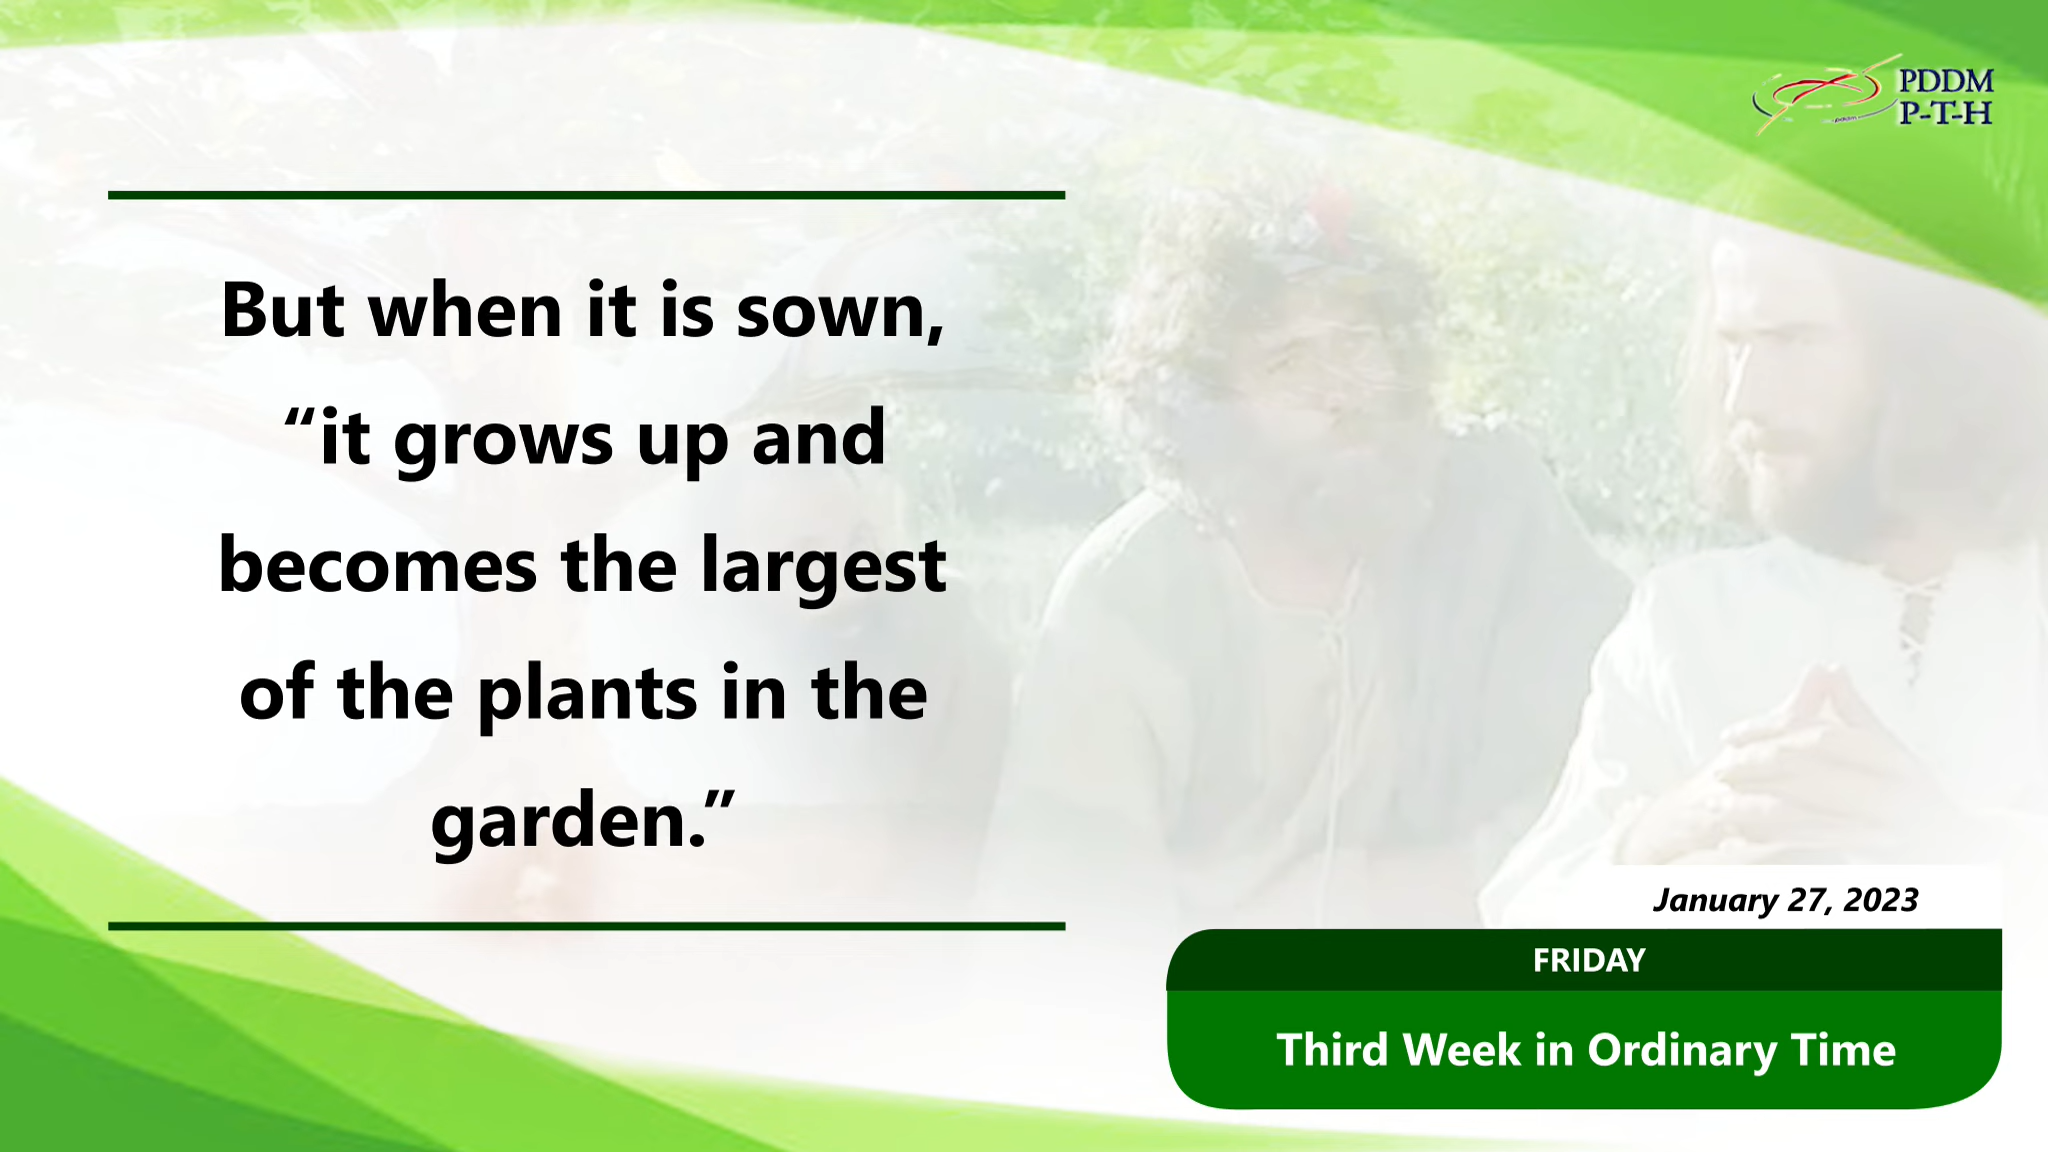 PDDM
P-T-H
But when it is sown,
“it grows up and
becomes the largest
of the plants in the
garden.”
January 27, 2023
FRIDAY
Third Week in Ordinary Time